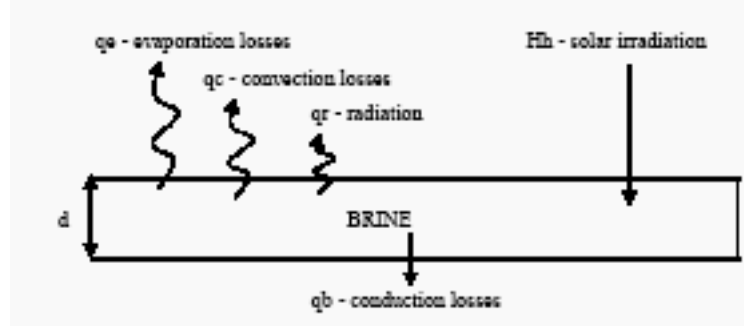 qe - evaporation losses
Hh - solar irradiation
qc - convection losses
qr - radiation
d
BRINE
qb - conduction losses